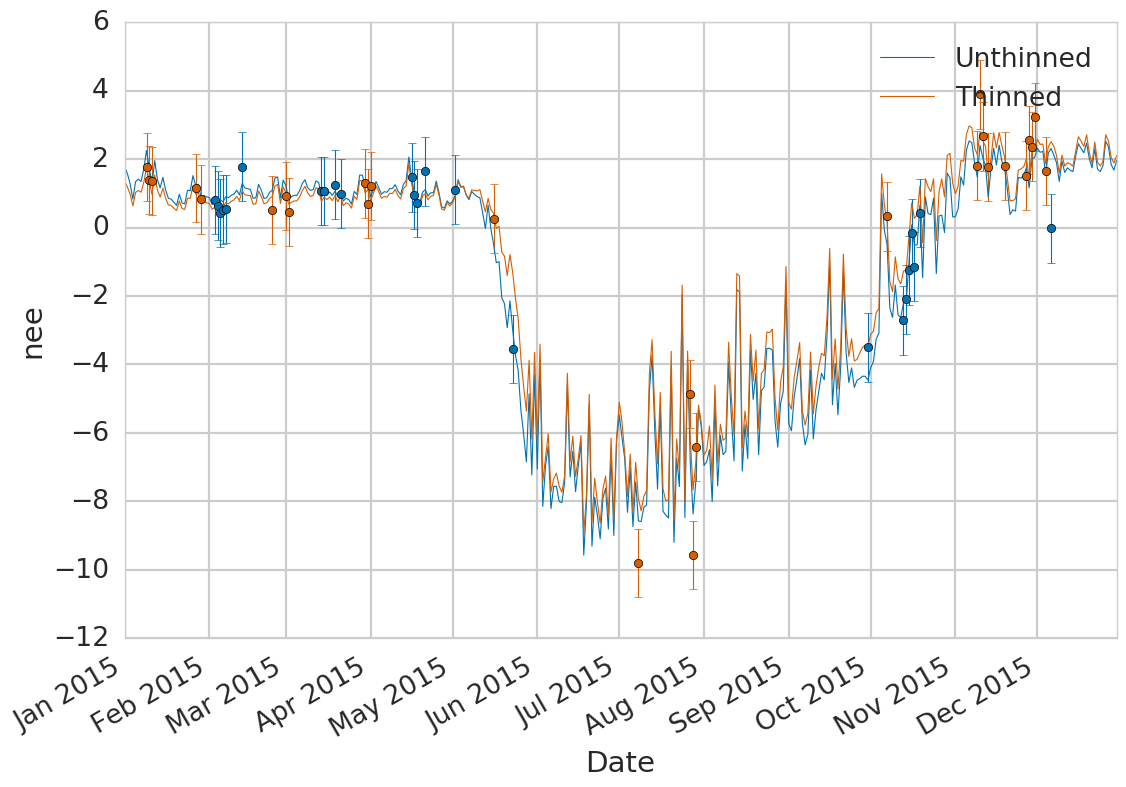 6
4
2
0
−2
−4
−6
−8
−10
−12
nee
Unthinned
Thinned
Jan 2015
Feb 2015
Mar 2015
Apr 2015
May 2015
Jun 2015
Jul 2015
Aug 2015
Sep 2015
Oct 2015
Nov 2015
Dec 2015
Date